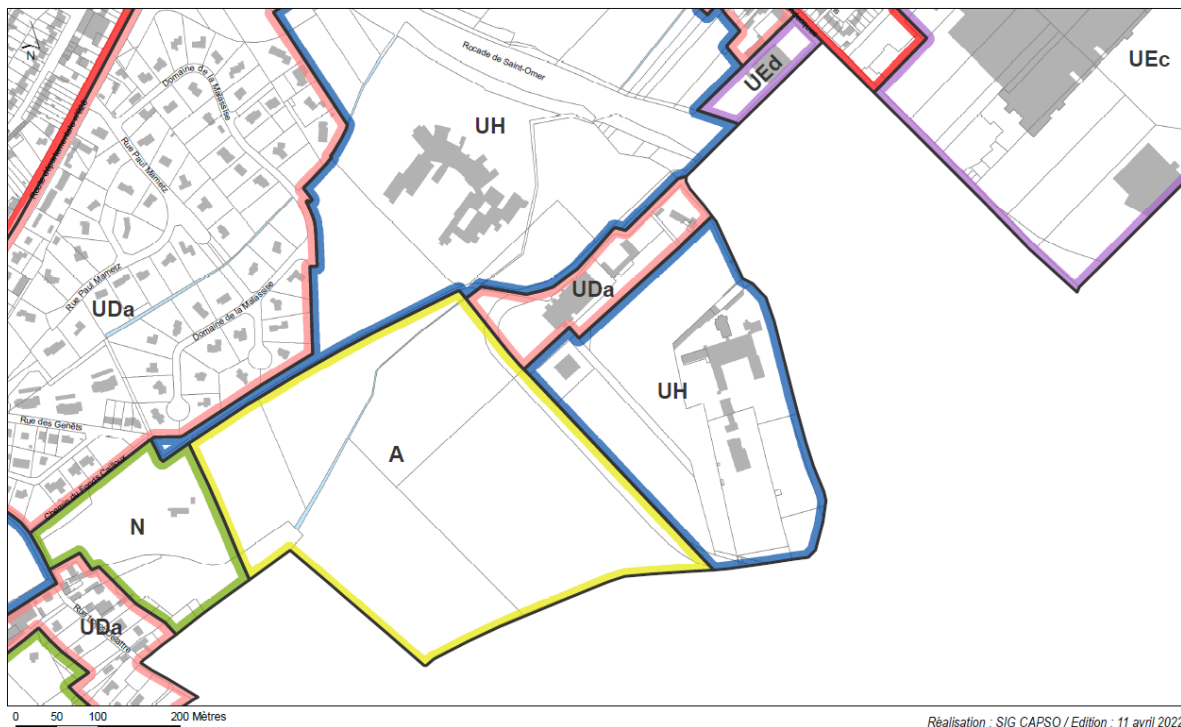 N
Domaine de la Malassise
Rocade de Saint-Omer
UEd
UEc
Rue Paul Mametz
UH
Rue Paul Mametz
UDa
Domaine de la Malassise
UDa
UH
Rue des Genêts
A
N
UDa
0 50 100 200 Mètres
Réalisation : SIG CAPSO / Edition : 11 avril 2022